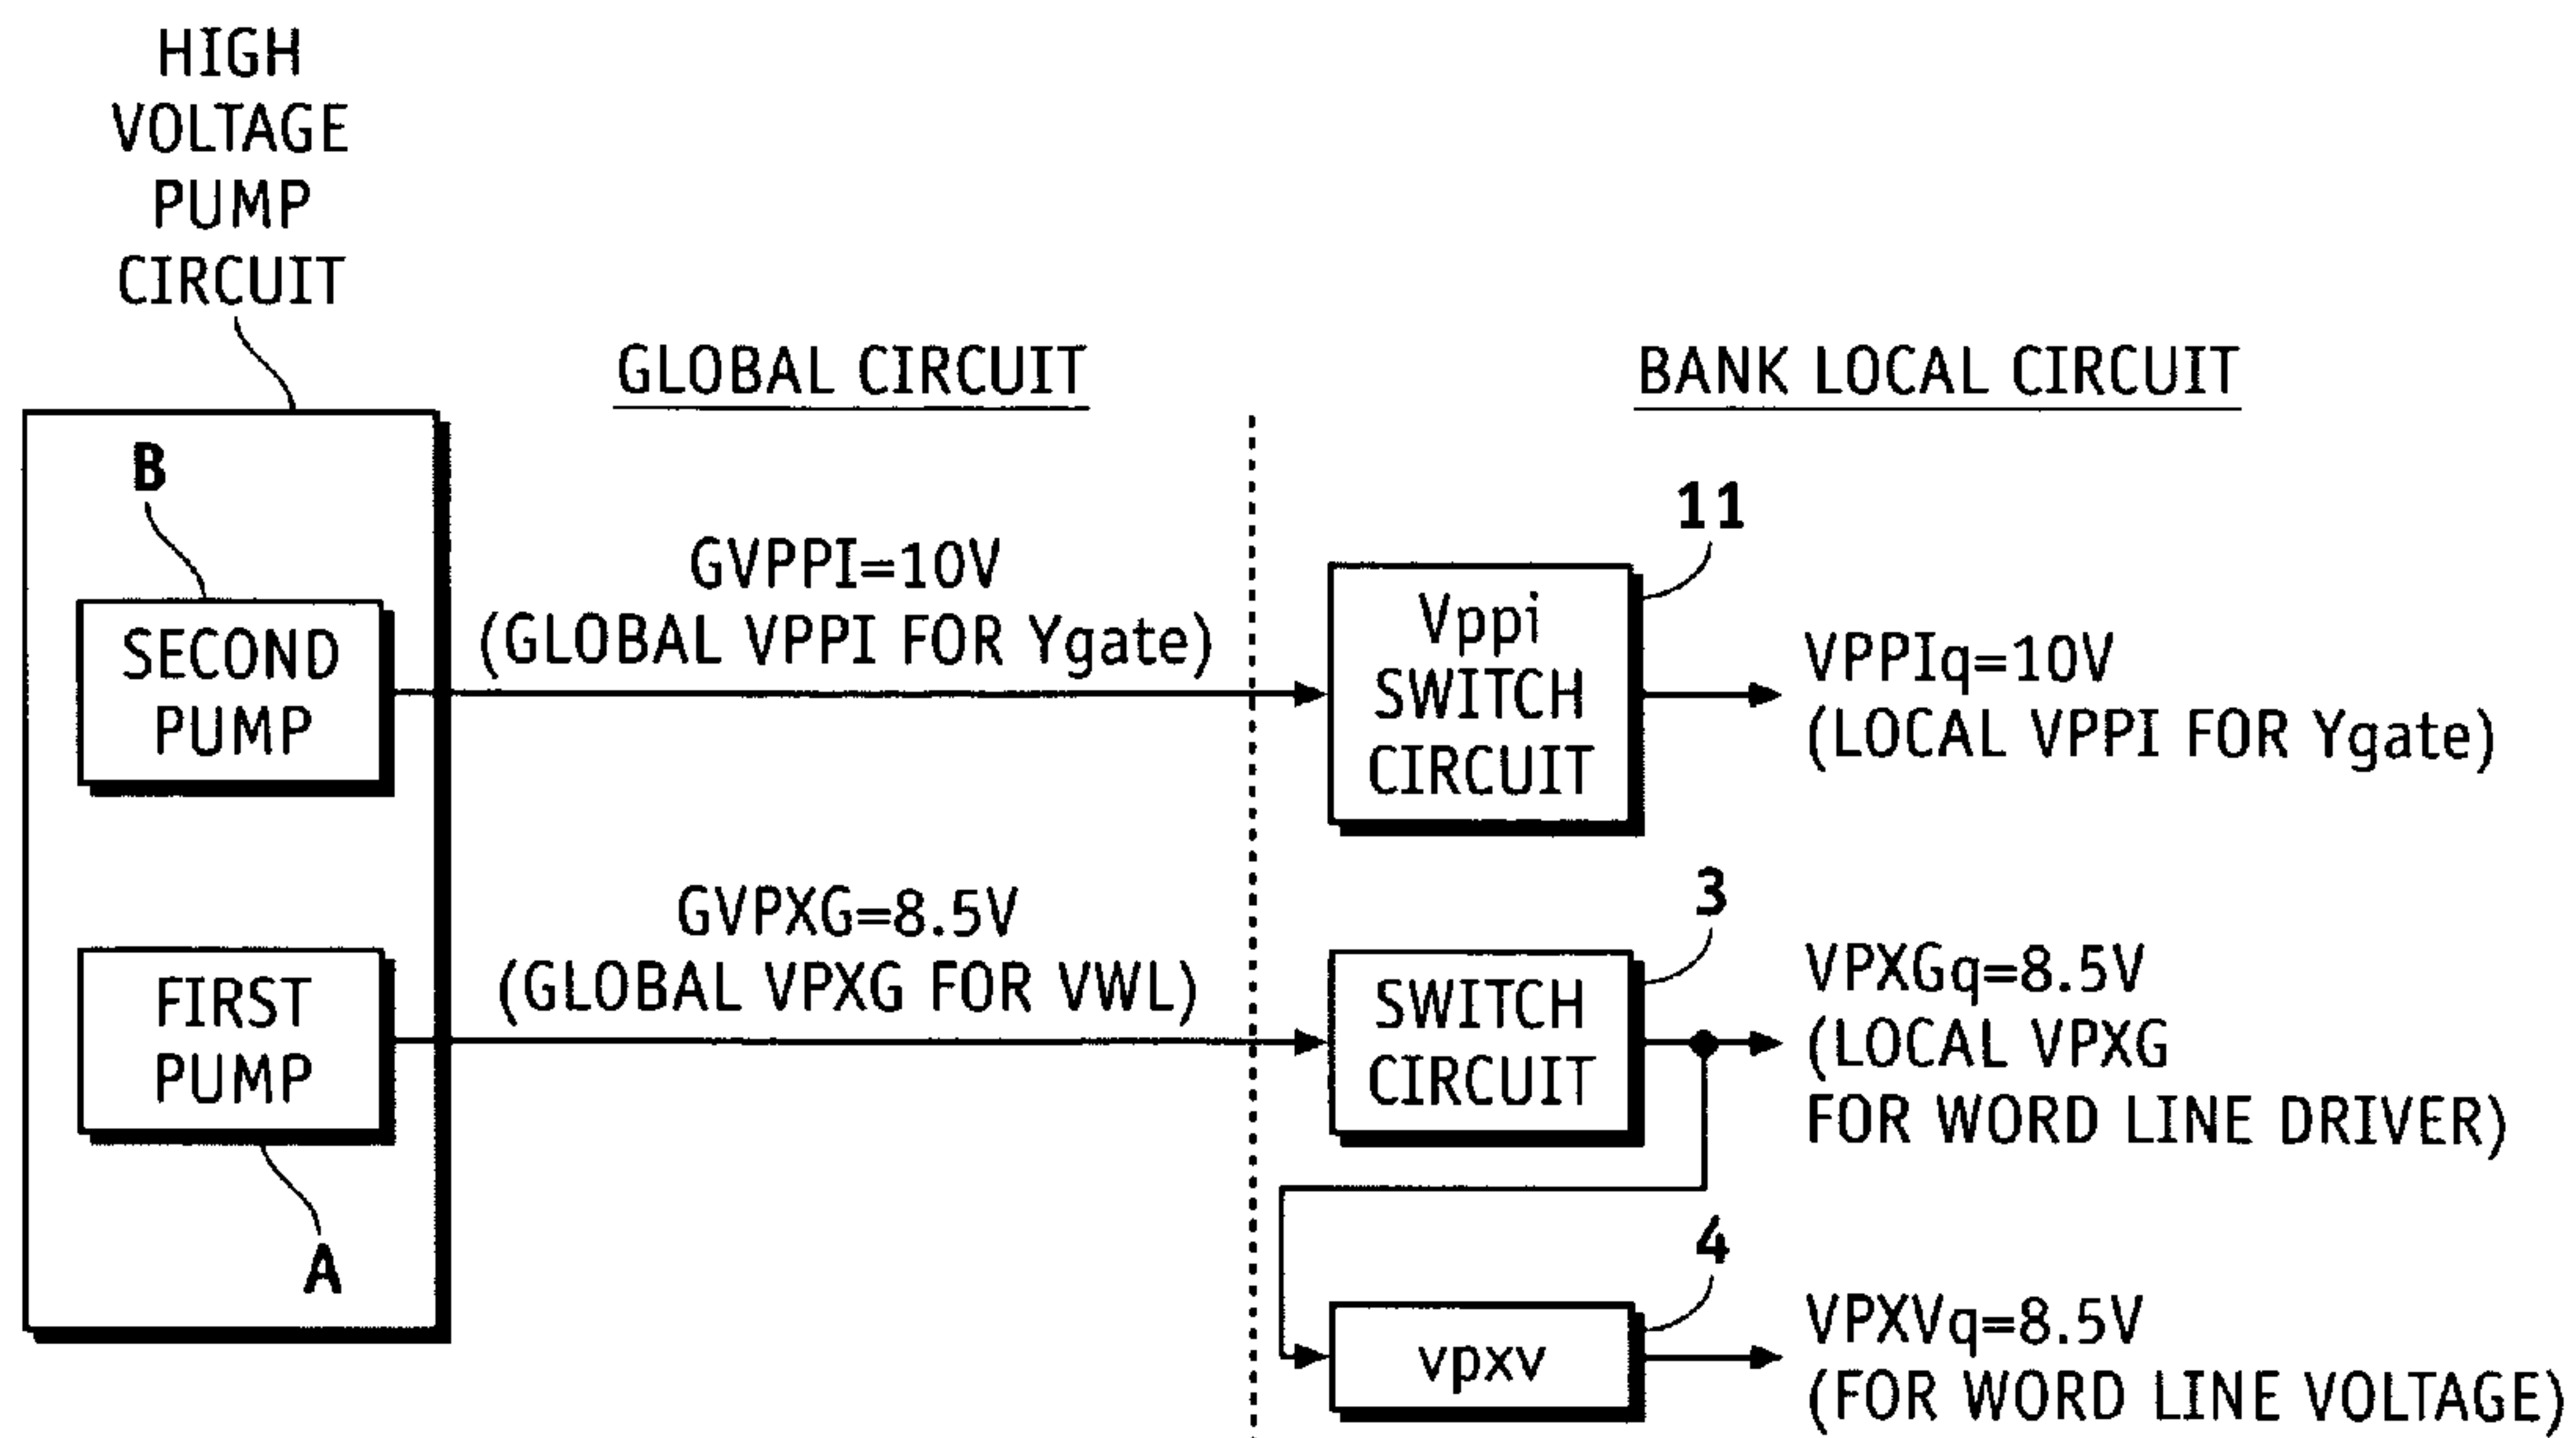 HIGH
VOLTAGE
PUMP
CIRCUIT
GLOBAL CIRCUIT
BANK LOCAL CIRCUIT
B
SECOND
PUMP
GVPPI=10V
(GLOBAL VPPI FOR Ygate)
11
Vppi
SWITCH
CIRCUIT
VPPIq=10V
(LOCAL VPPI FOR Ygate)
FIRST
PUMP
A
GVPXG=8.5V
(GLOBAL VPXG FOR VWL)
3
SWITCH
CIRCUIT
VPXGq=8.5V
(LOCAL VPXG
FOR WORD LINE DRIVER)
4
vpxv
VPXVq=8.5V
(FOR WORD LINE VOLTAGE)